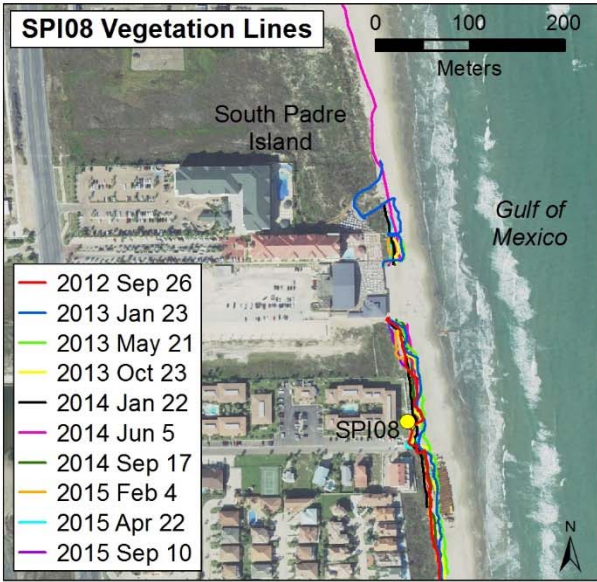 SPI08 Vegetation Lines
0 100 200
Meters
South Padre
Island
Gulf of
Mexico
2012 Sep 26
2013 Jan 23
2013 May 21
2013 Oct 23
2014 Jan 22
2014 Jun 5
2014 Sep 17
2015 Feb 4
2015 Apr 22
2015 Sep 10
SPI08
N